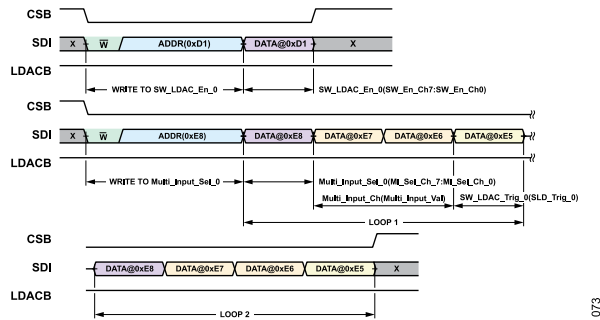 CSB
SDI X W ADDR(0xD1) DATA@0xD1 X
LDACB
WRITE TO SW_LDAC_En_0 SW_LDAC_En_0(SW_En_Ch7:SW_En_Ch0)
CSB
SDI X W ADDR(0xE8) DATA@0xE8 DATA@0xE7 DATA@0xE6 DATA@0xE5
LDACB
WRITE TO Multi_Input_Sel_0 Multi_Input_Sel_0(MI_Sel_Ch_7:MI_Sel_Ch_0)
Multi_Input_Ch(Multi_Input_Val) SW_LDAC_Trig_0(SLD_Trig_0)
LOOP 1
CSB
SDI DATA@0xE8 DATA@0xE7 DATA@0xE6 DATA@0xE5 X
LDACB
LOOP 2
073